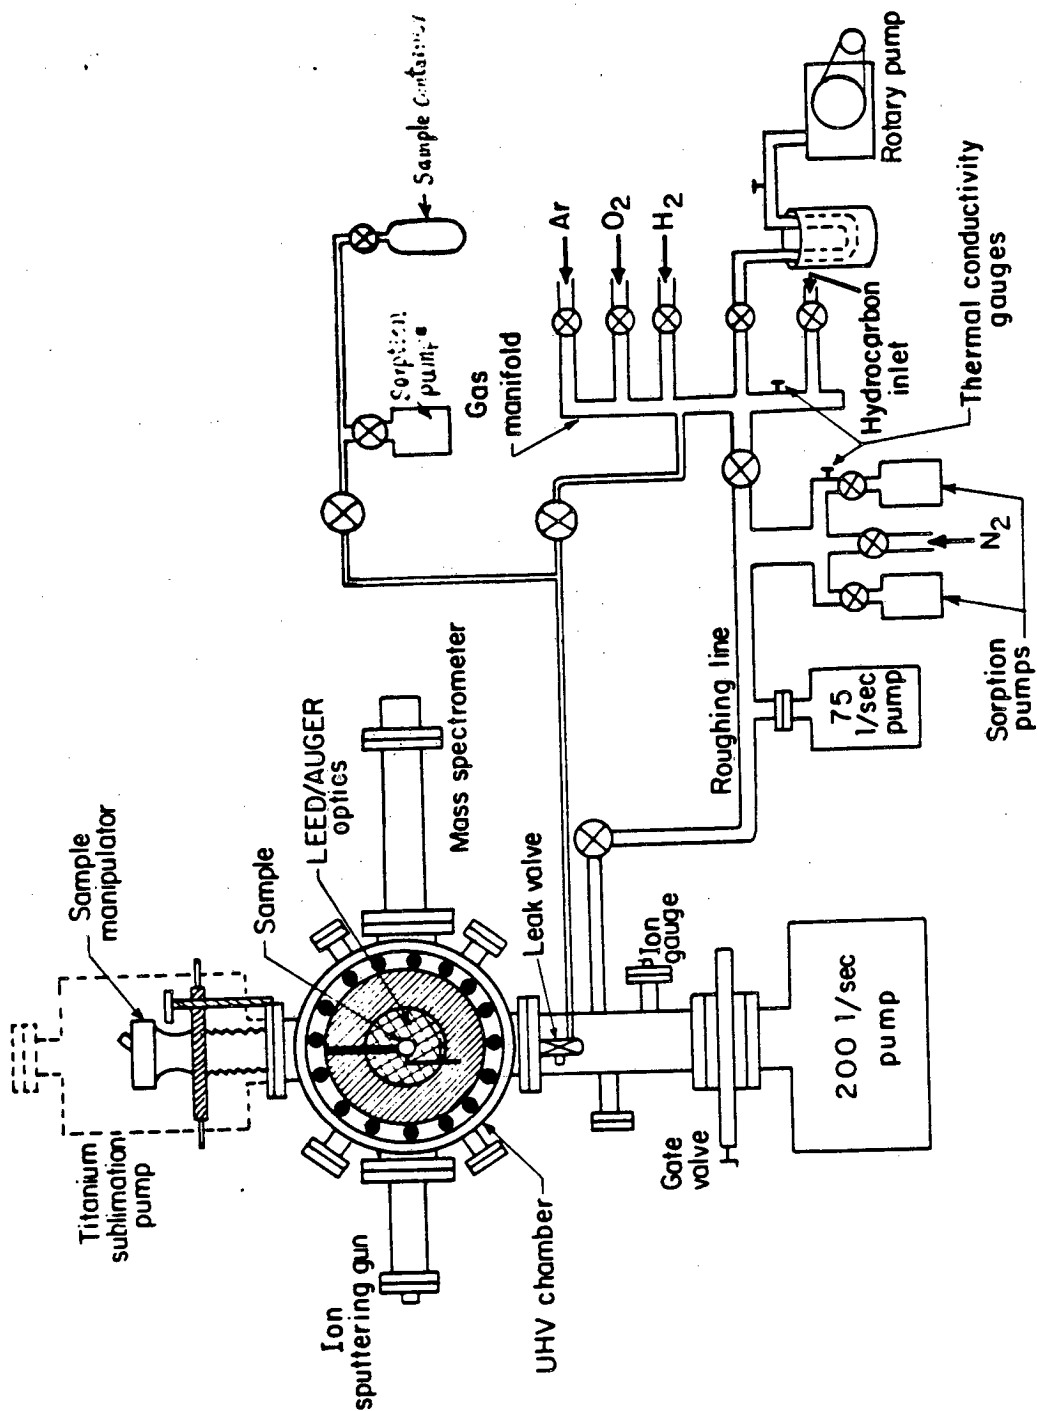 Titanium
sublimation
pump
Sample
manipulator
Ion
sputtering gun
Sample
LEED/AUGER
optics
Mass spectrometer
UHV chamber
Leak valve
Ion
gauge
Gate
valve
200 l/sec
pump
Roughing line
75
l/sec
pump
Sorption
pumps
N2
Thermal conductivity
gauges
Hydrocarbon
inlet
Gas
manifold
Ar
O2
H2
Rotary pump
Sorption
pump
Sample Container